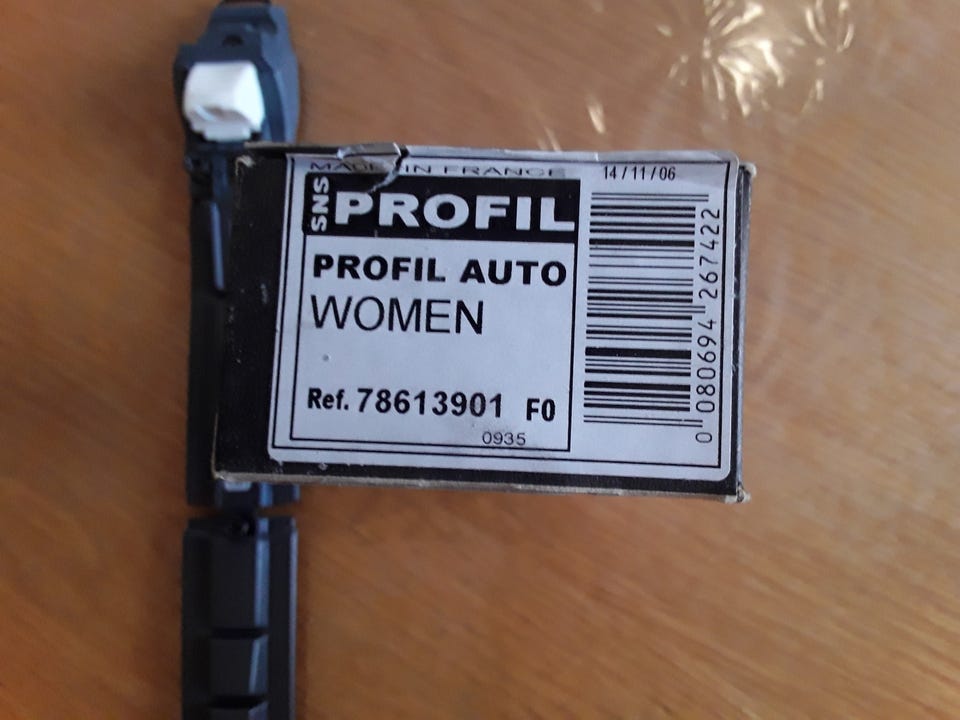 MADE IN FRANCE
14/11/06
SNS
PROFIL
PROFIL AUTO
WOMEN
Ref. 78613901 F0
0935
0 080694 267422